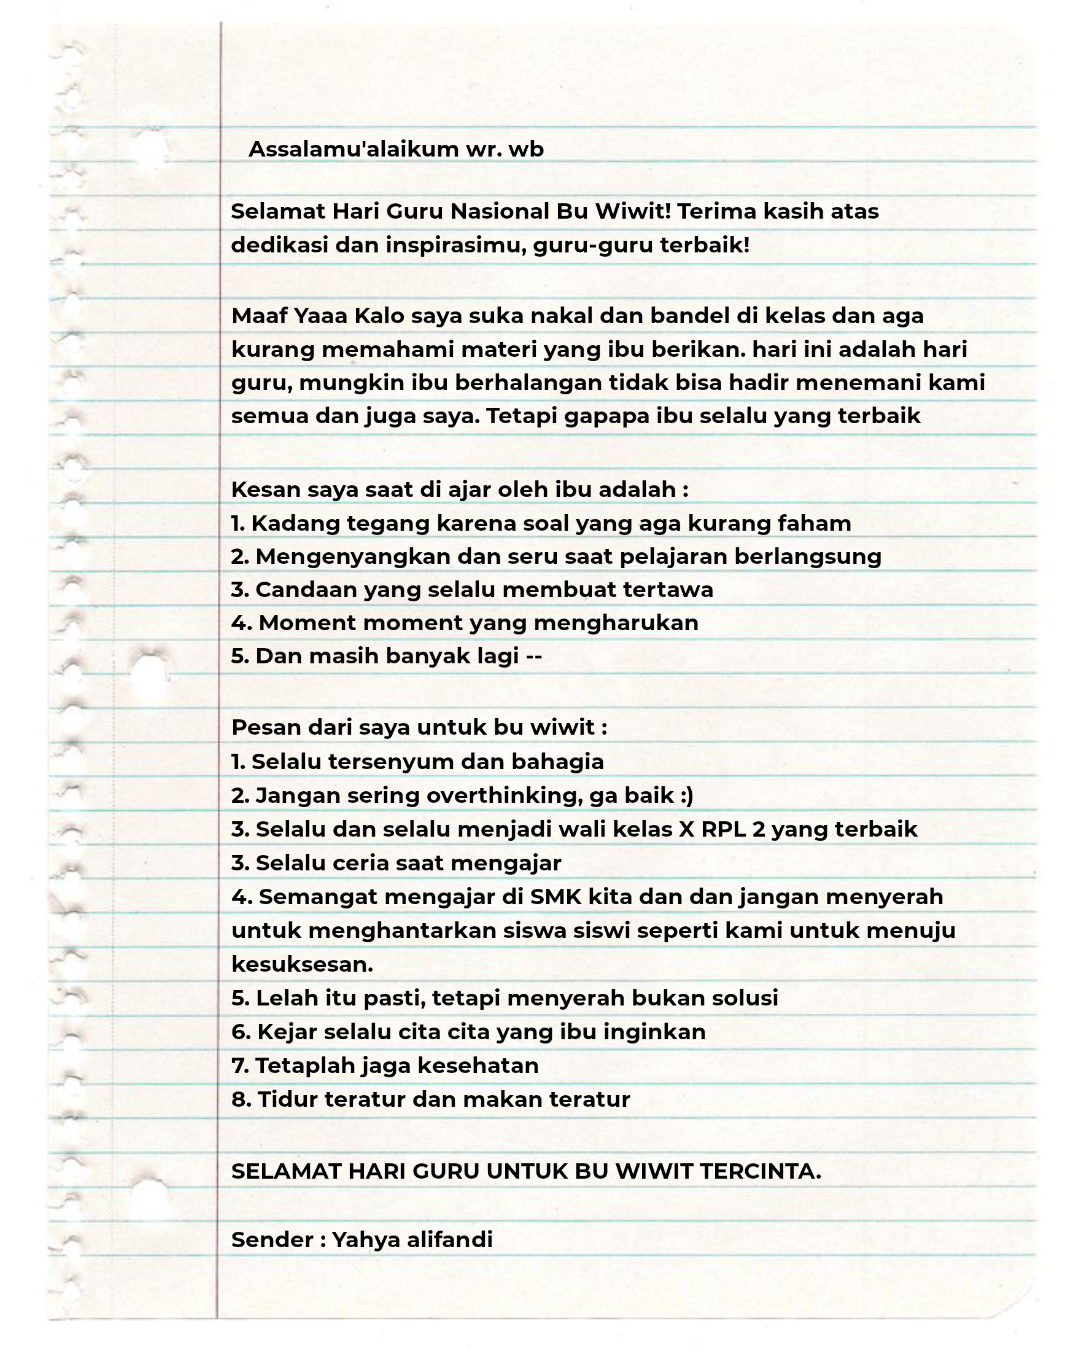 Assalamu'alaikum wr. wb
Selamat Hari Guru Nasional Bu Wiwit! Terima kasih atas
dedikasi dan inspirasimu, guru-guru terbaik!
Maaf Yaaa Kalo saya suka nakal dan bandel di kelas dan aga
kurang memahami materi yang ibu berikan. hari ini adalah hari
guru, mungkin ibu berhalangan tidak bisa hadir menemani kami
semua dan juga saya. Tetapi gapapa ibu selalu yang terbaik
Kesan saya saat di ajar oleh ibu adalah :
1. Kadang tegang karena soal yang aga kurang faham
2. Mengenyangkan dan seru saat pelajaran berlangsung
3. Candaan yang selalu membuat tertawa
4. Moment moment yang mengharukan
5. Dan masih banyak lagi --
Pesan dari saya untuk bu wiwit :
1. Selalu tersenyum dan bahagia
2. Jangan sering overthinking, ga baik :)
3. Selalu dan selalu menjadi wali kelas X RPL 2 yang terbaik
3. Selalu ceria saat mengajar
4. Semangat mengajar di SMK kita dan dan jangan menyerah
untuk menghantarkan siswa siswi seperti kami untuk menuju
kesuksesan.
5. Lelah itu pasti, tetapi menyerah bukan solusi
6. Kejar selalu cita cita yang ibu inginkan
7. Tetaplah jaga kesehatan
8. Tidur teratur dan makan teratur
SELAMAT HARI GURU UNTUK BU WIWIT TERCINTA.
Sender : Yahya alifandi